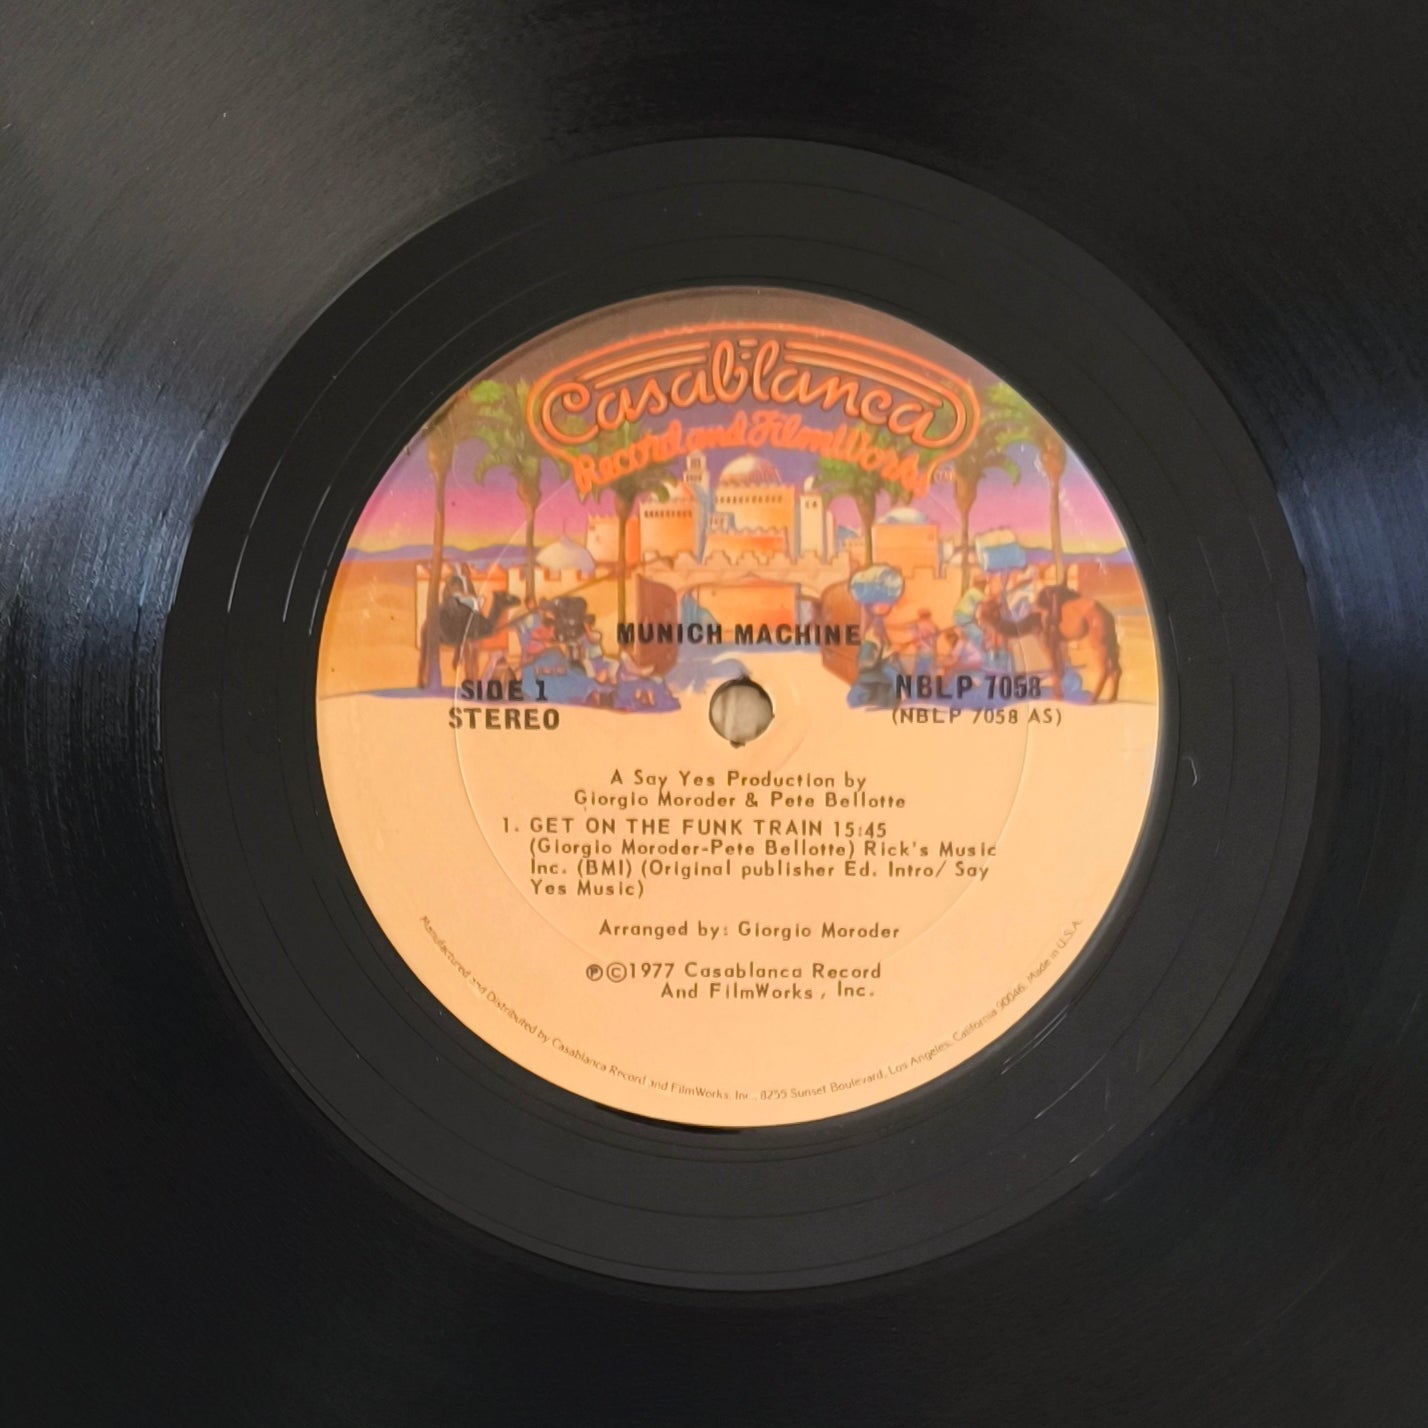 Casablanca
Record and FilmWorks
MUNICH MACHINE
SIDE 1
STEREO
NBLP 7058
(NBLP 7058 AS)
A Say Yes Production by
Giorgio Moroder & Pete Bellotte
1. GET ON THE FUNK TRAIN 15:45
(Giorgio Moroder-Pete Bellotte) Rick's Music
Inc. (BMI) (Original publisher Ed. Intro/ Say
Yes Music)
Arranged by: Giorgio Moroder
℗©1977 Casablanca Record
And FilmWorks, Inc.
Manufactured and Distributed by Casablanca Record and FilmWorks, Inc., 8255 Sunset Boulevard, Los Angeles, California 90046. Made in U.S.A.